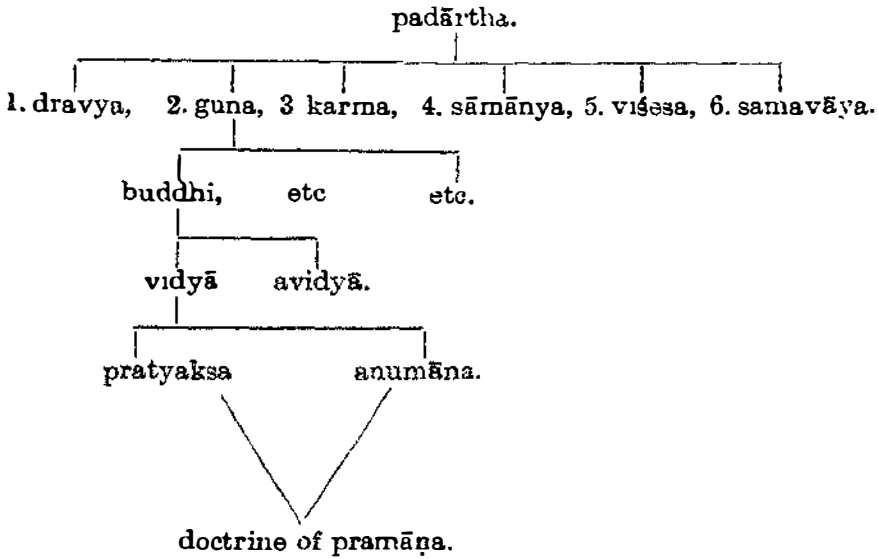 padārtha.
1. dravya, 2. guna, 3 karma, 4. sāmānya, 5. viśesa, 6. samavāya.
buddhi, etc etc.
vidyā avidyā.
pratyaksa anumāna.
doctrine of pramāṇa.